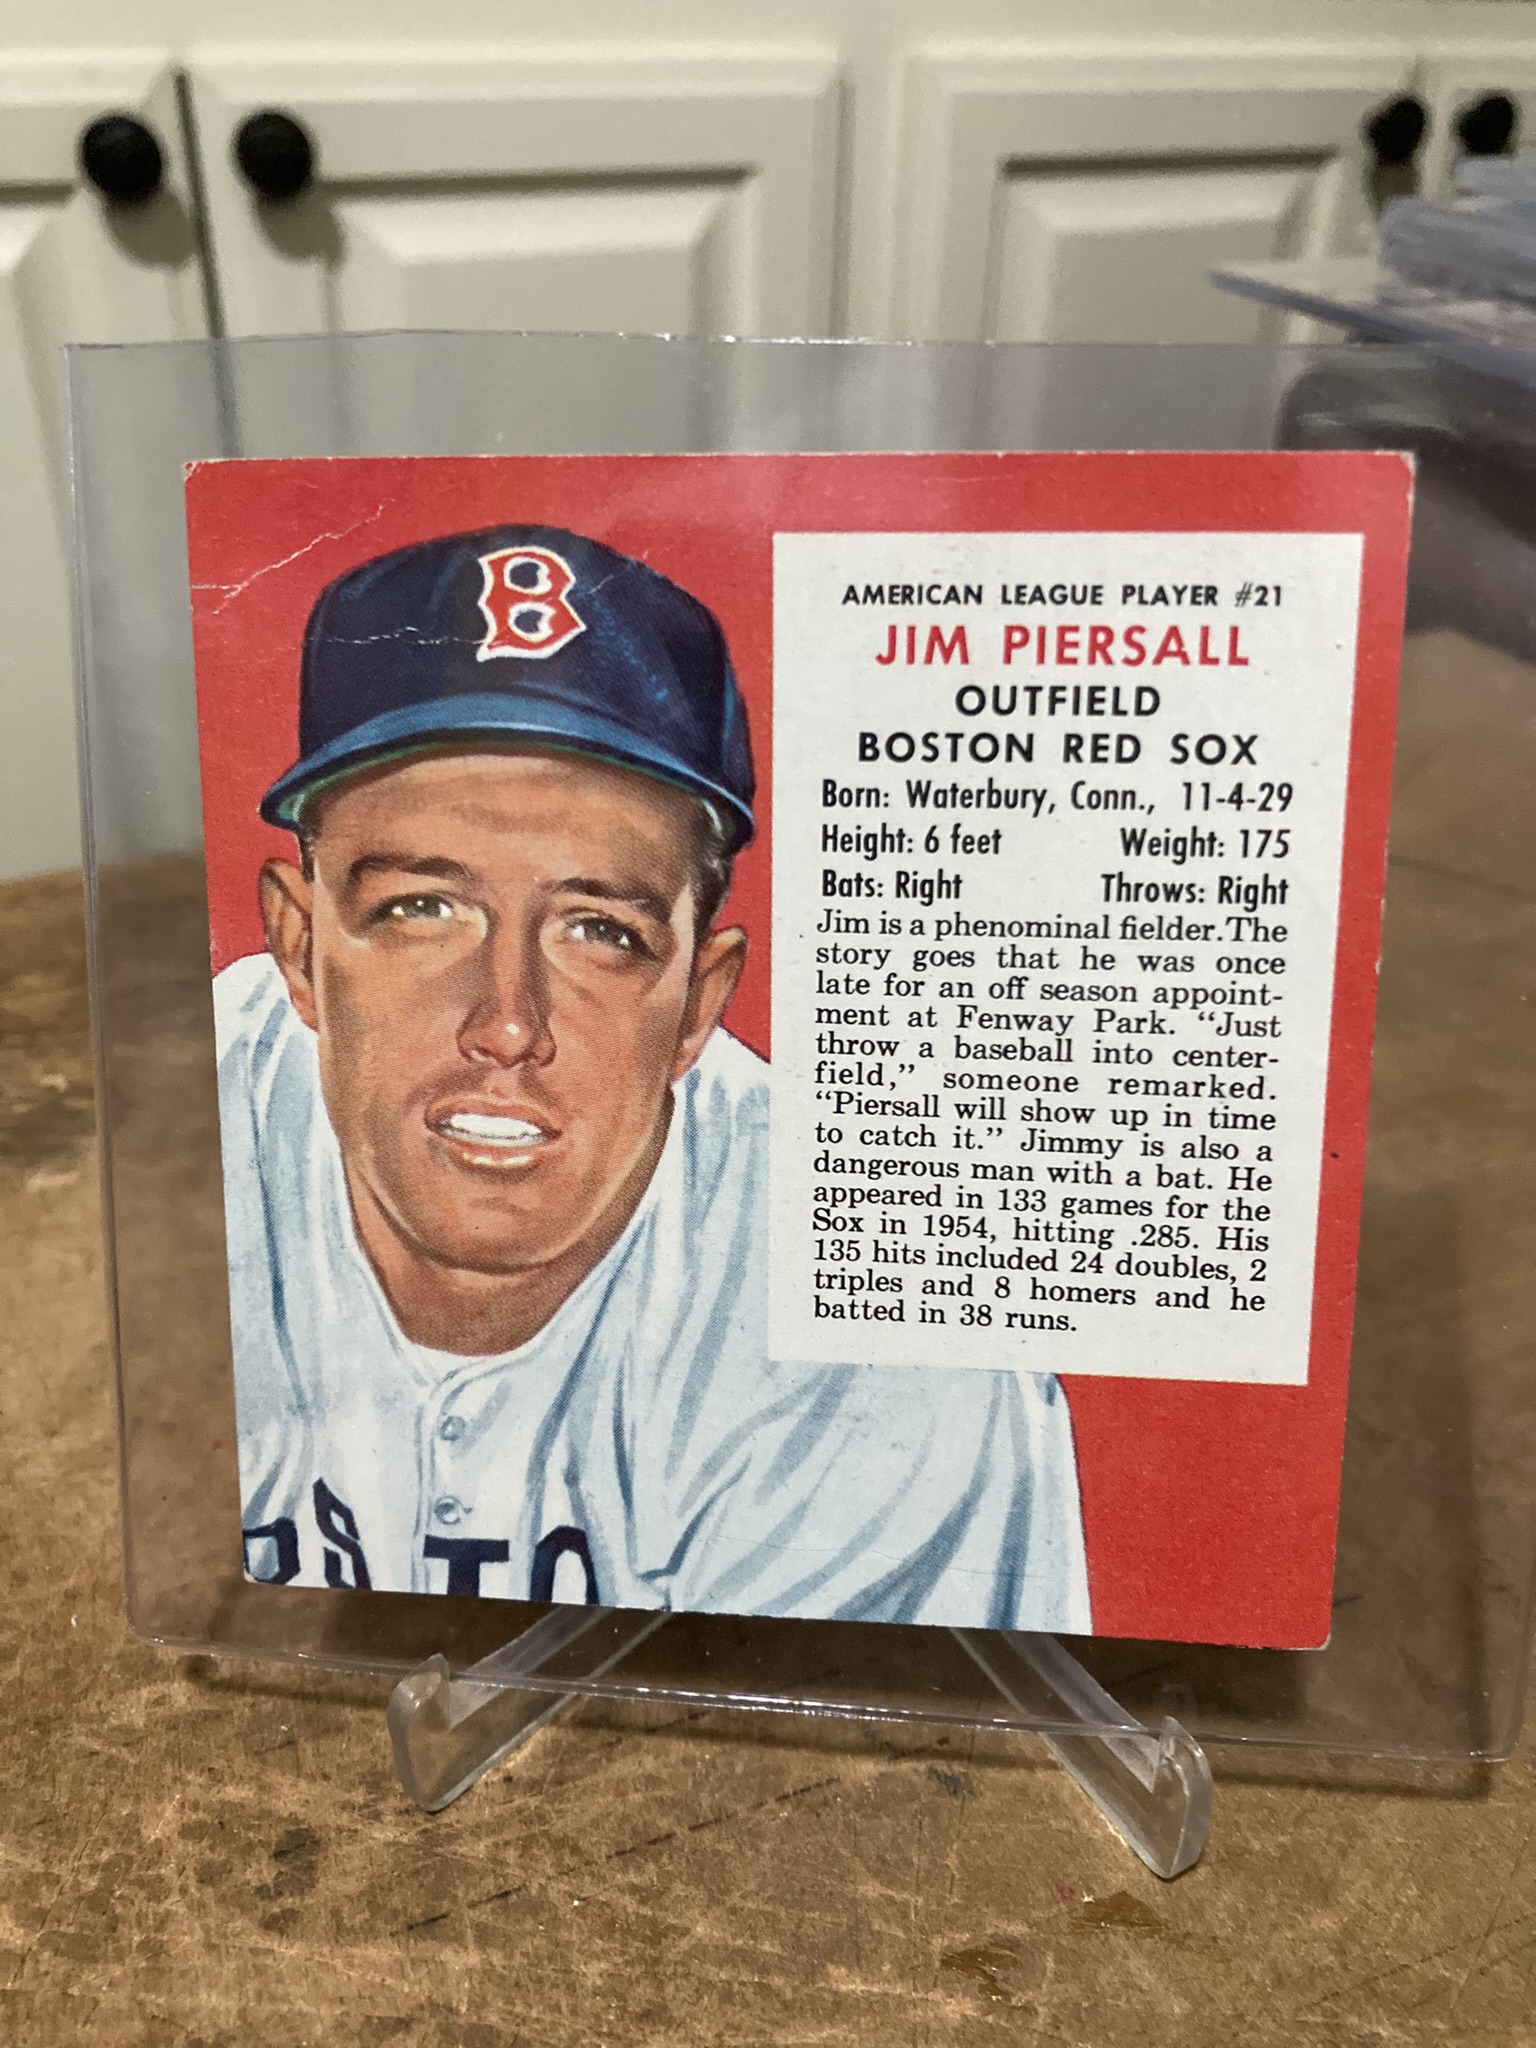 B
AMERICAN LEAGUE PLAYER #21
JIM PIERSALL
OUTFIELD
BOSTON RED SOX
Born: Waterbury, Conn., 11-4-29
Height: 6 feet Weight: 175
Bats: Right Throws: Right
Jim is a phenominal fielder. The
story goes that he was once
late for an off season appoint-
ment at Fenway Park. “Just
throw a baseball into center-
field,” someone remarked.
“Piersall will show up in time
to catch it.” Jimmy is also a
dangerous man with a bat. He
appeared in 133 games for the
Sox in 1954, hitting .285. His
135 hits included 24 doubles, 2
triples and 8 homers and he
batted in 38 runs.
OSTO